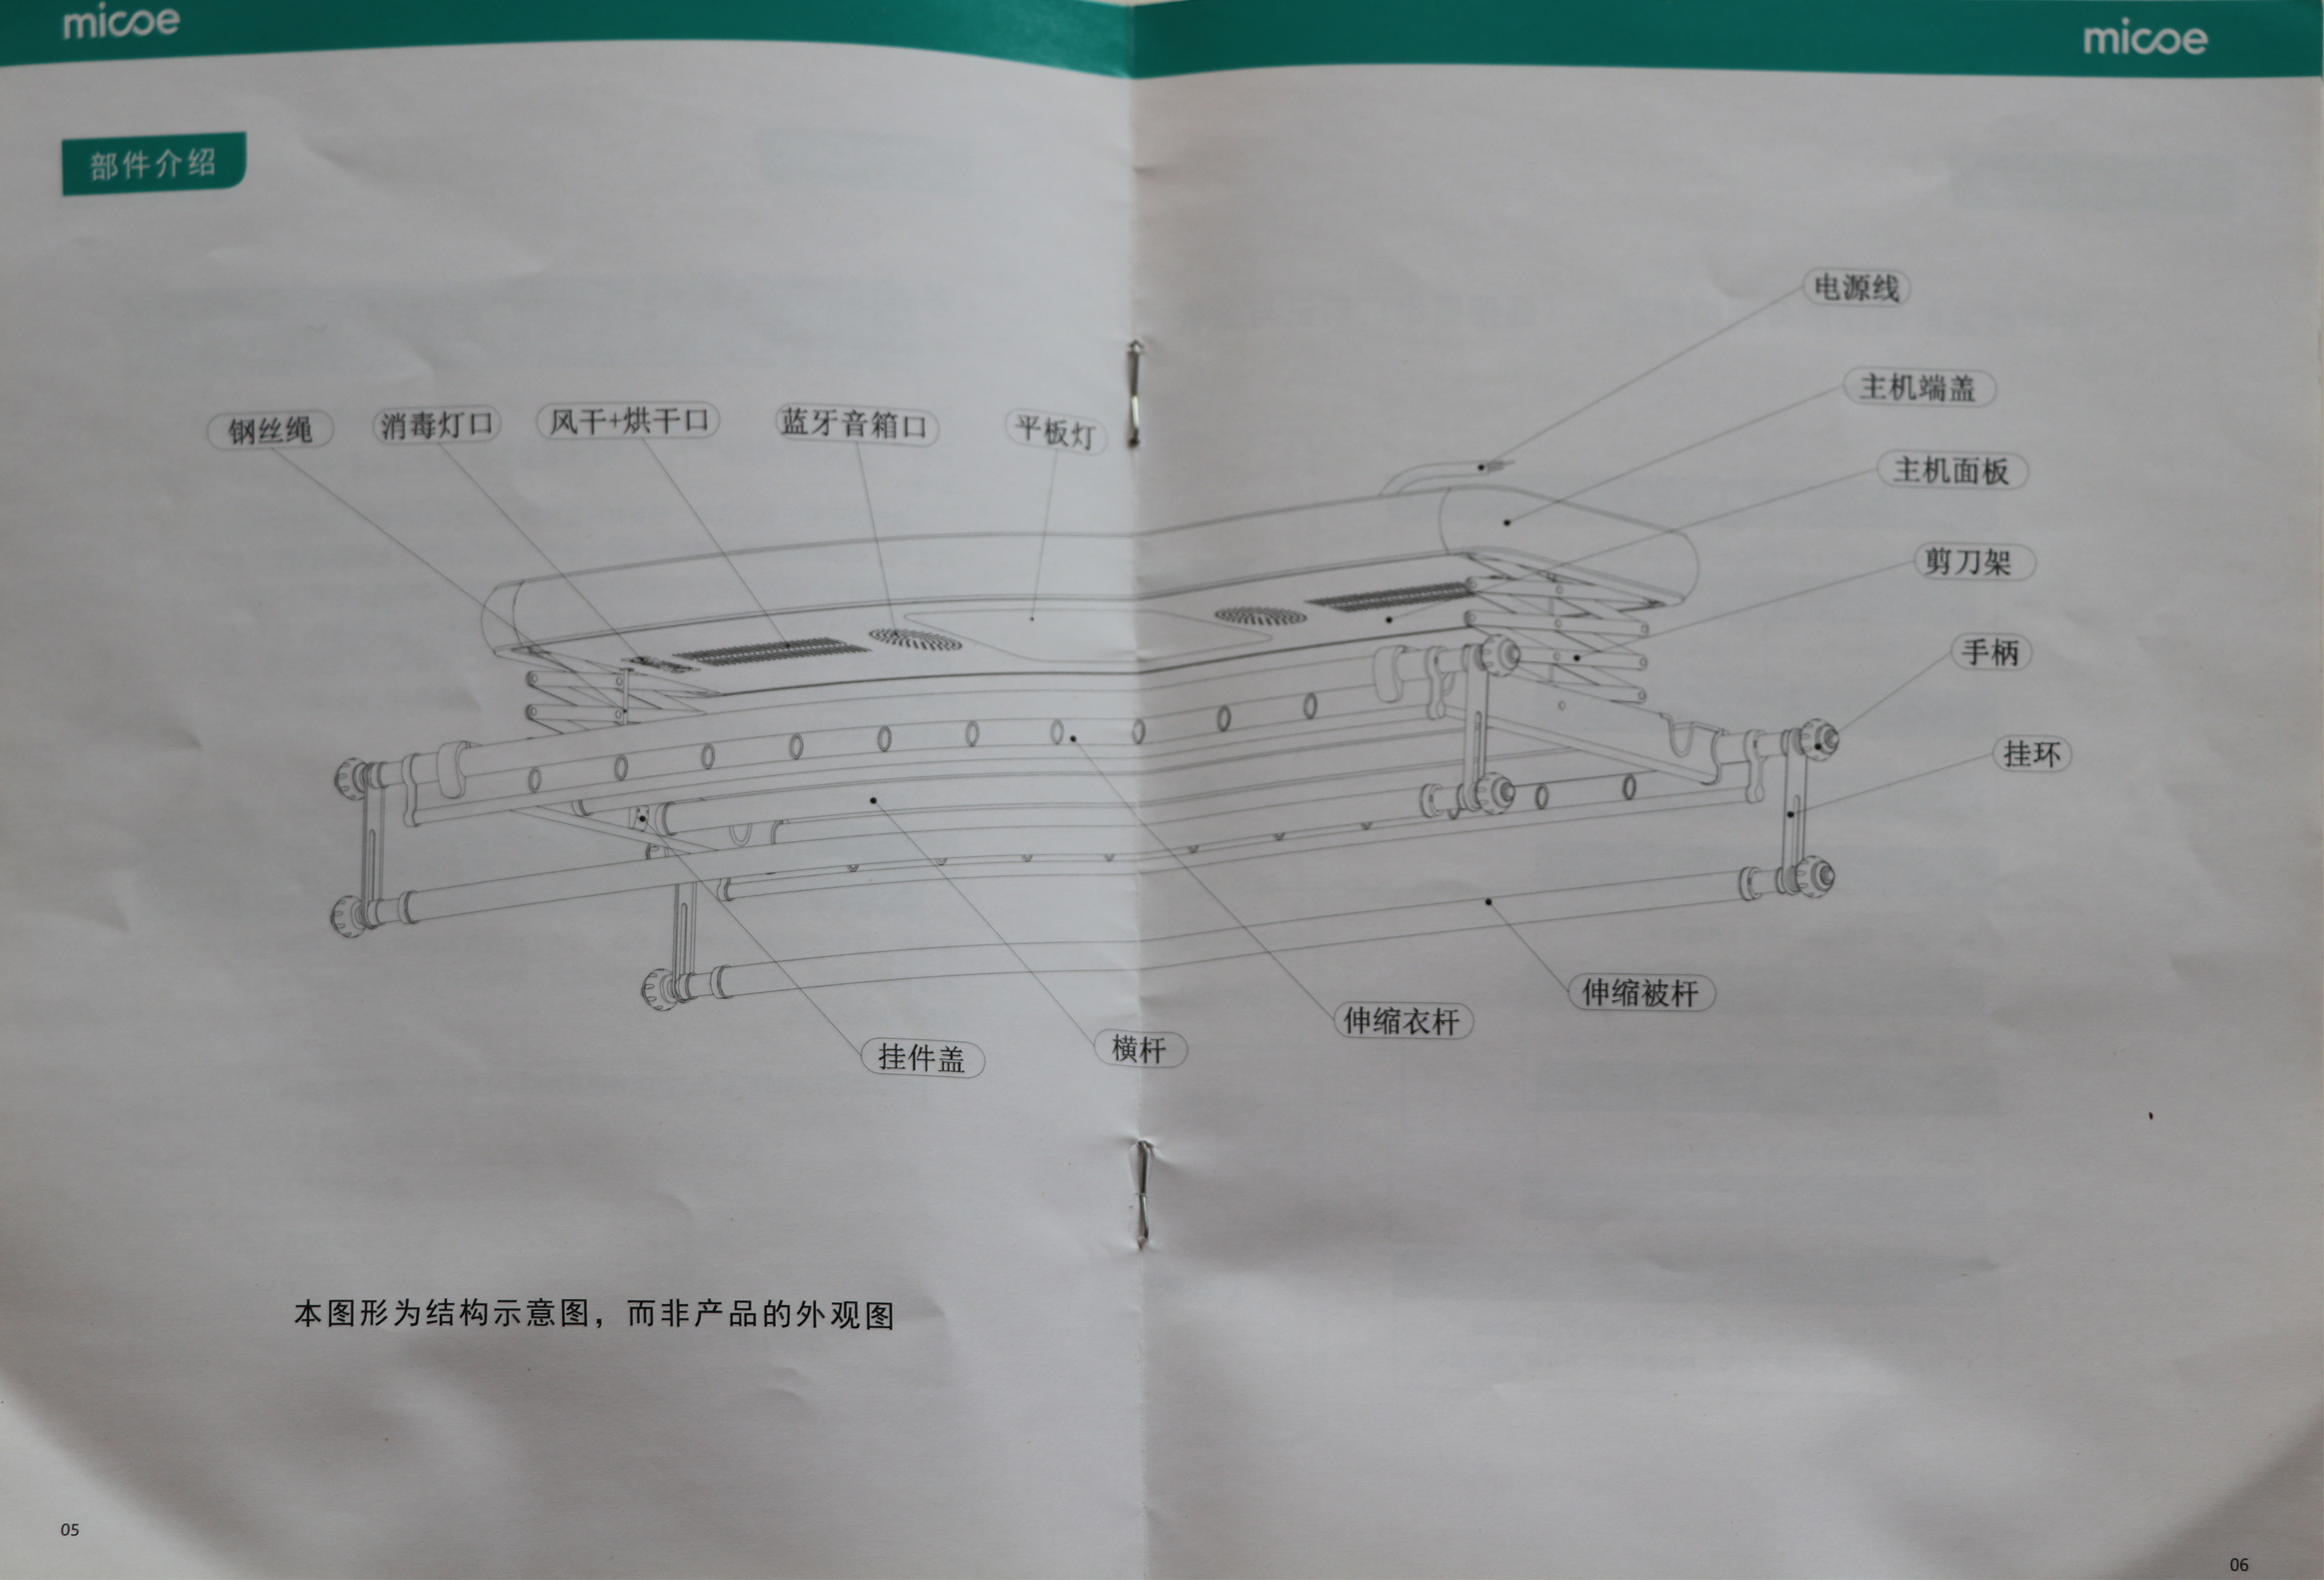 micoe
micoe
部件介绍
电源线
主机端盖
钢丝绳
消毒灯口
风干+烘干口
蓝牙音箱口
平板灯
主机面板
剪刀架
手柄
挂环
伸缩被杆
伸缩衣杆
横杆
挂件盖
本图形为结构示意图，而非产品的外观图
05
06